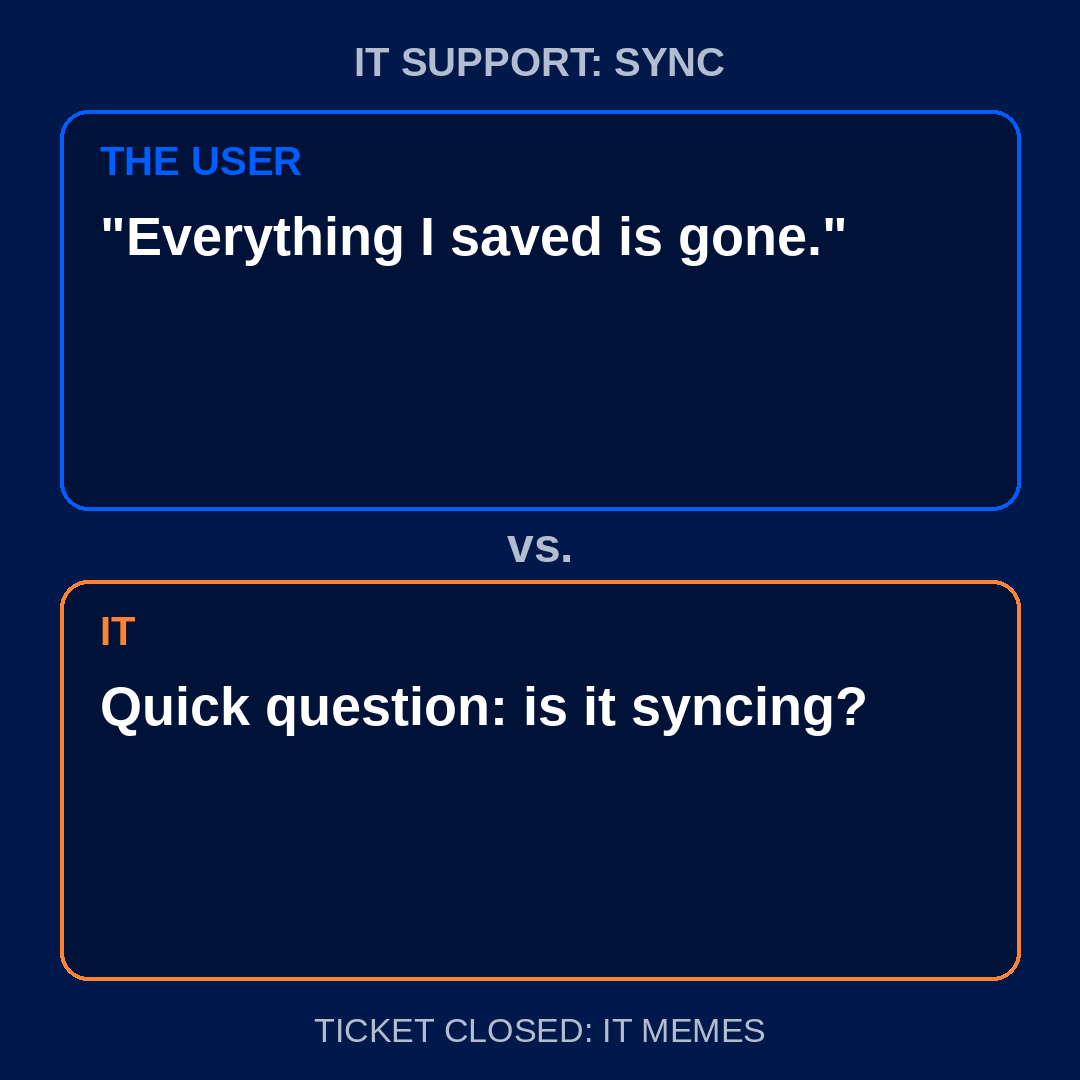 IT SUPPORT: SYNC
THE USER
"Everything I saved is gone."
vs.
IT
Quick question: is it syncing?
TICKET CLOSED: IT MEMES